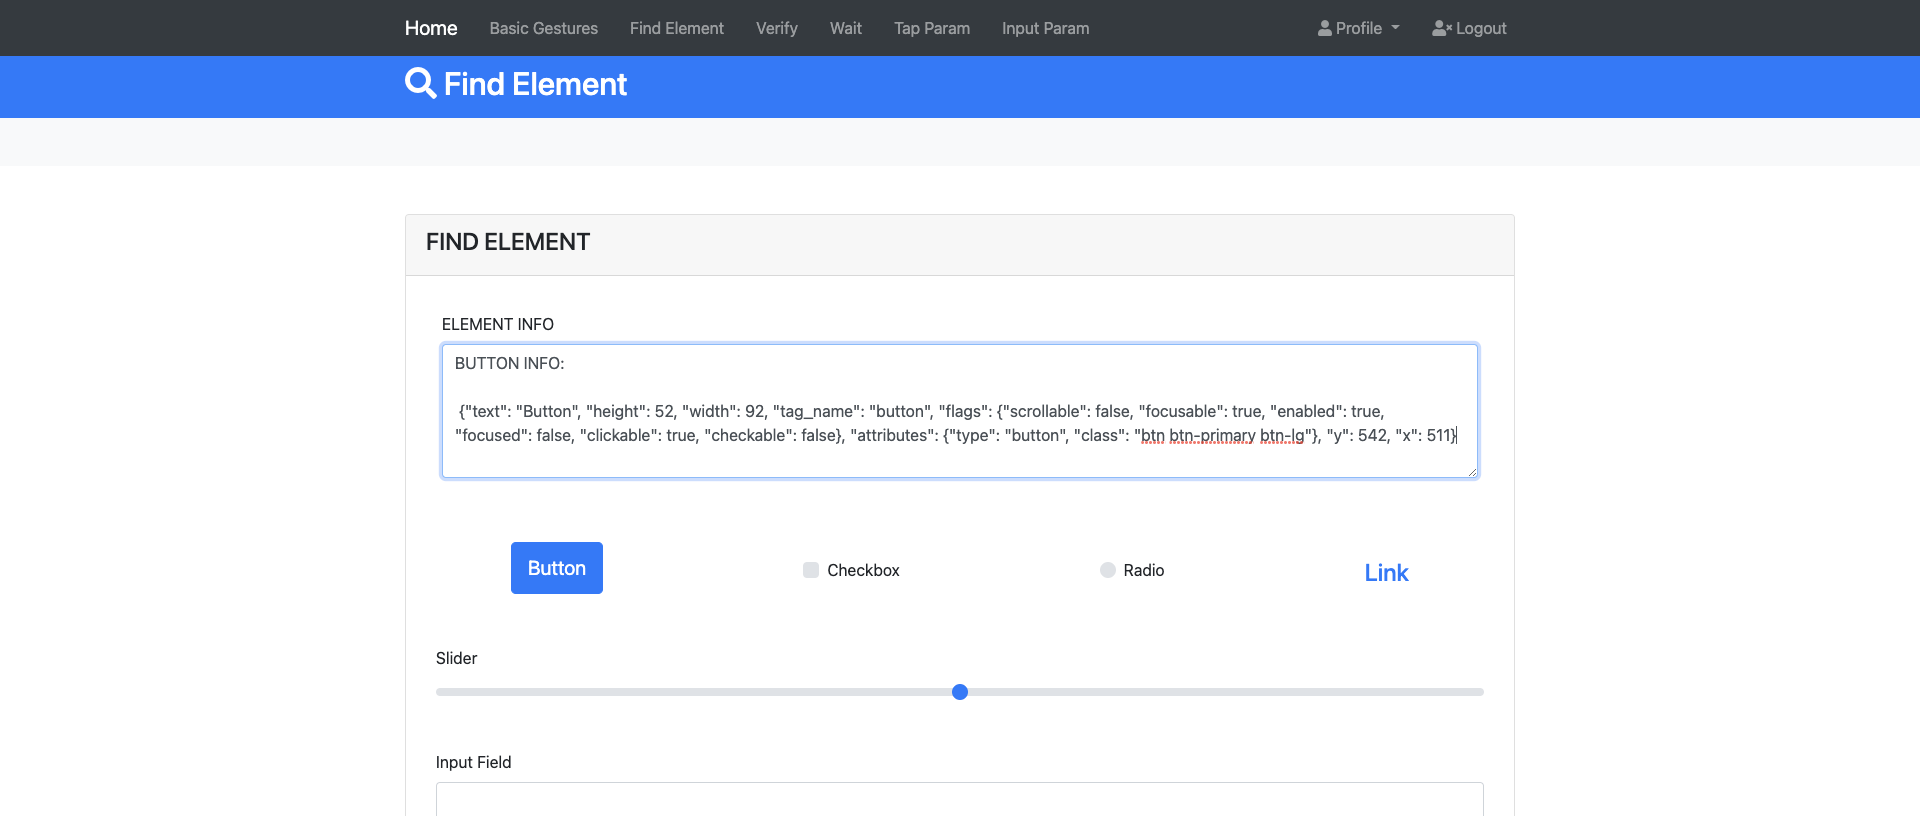 Home Basic Gestures Find Element Verify Wait Tap Param Input Param Profile Logout
Find Element
FIND ELEMENT
ELEMENT INFO
BUTTON INFO:
{"text": "Button", "height": 52, "width": 92, "tag_name": "button", "flags": {"scrollable": false, "focusable": true, "enabled": true,
"focused": false, "clickable": true, "checkable": false}, "attributes": {"type": "button", "class": "btn btn-primary btn-lg"}, "y": 542, "x": 511}
Button Checkbox Radio Link
Slider
Input Field